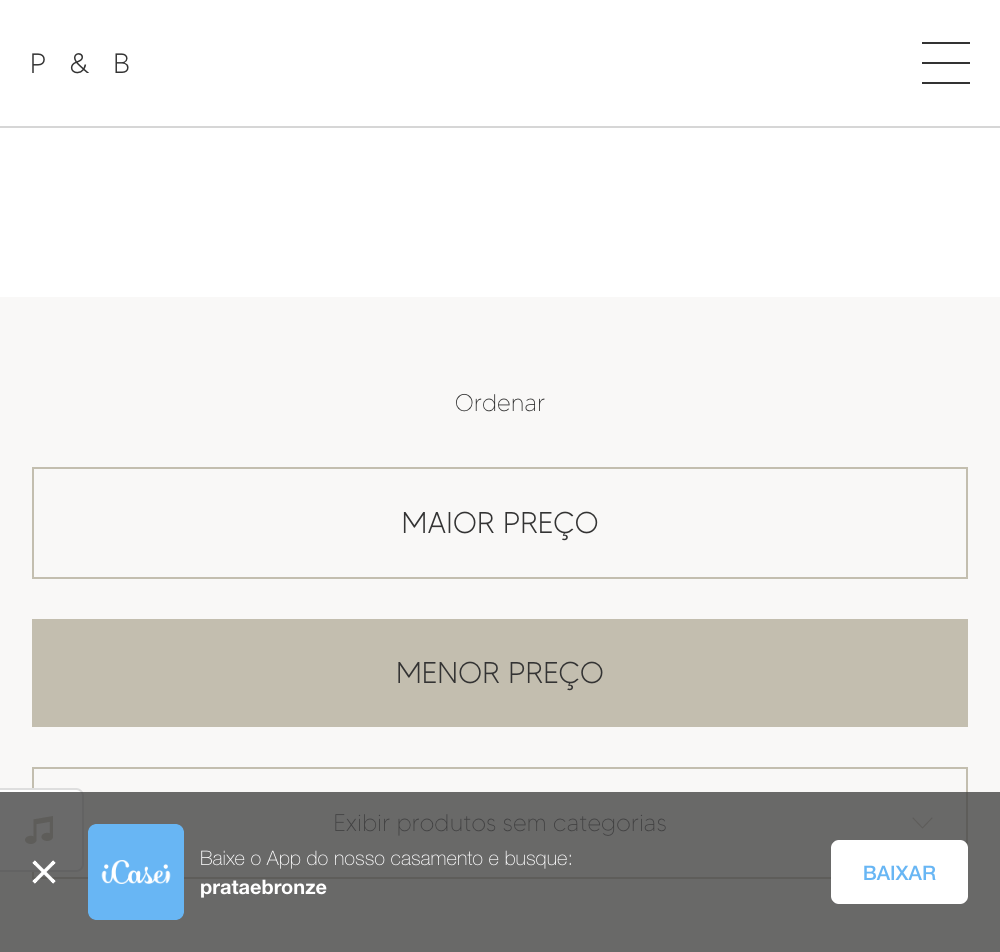 P & B
Ordenar
MAIOR PREÇO
MENOR PREÇO
Exibir produtos sem categorias
iCasei
Baixe o App do nosso casamento e busque:
prataebronze
BAIXAR